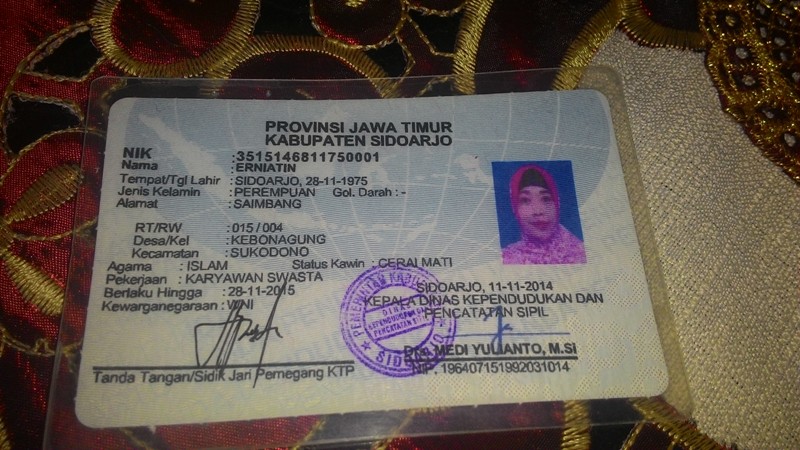 PROVINSI JAWA TIMUR
KABUPATEN SIDOARJO
NIK : 3515146811750001
Nama : ERNIATIN
Tempat/Tgl Lahir : SIDOARJO, 28-11-1975
Jenis Kelamin : PEREMPUAN Gol. Darah : -
Alamat : SAIMBANG
RT/RW : 015 / 004
Desa/Kel : KEBONAGUNG
Kecamatan : SUKODONO
Agama : ISLAM Status Kawin : CERAI MATI
Pekerjaan : KARYAWAN SWASTA
Berlaku Hingga : 28-11-2015
Kewarganegaraan : WNI
SIDOARJO, 11-11-2014
KEPALA DINAS KEPENDUDUKAN DAN
PENCATATAN SIPIL
Drs. MEDI YULIANTO, M.SI
NIP. 196407151992031014
Tanda Tangan/Sidik Jari Pemegang KTP
DINAS
KEPENDUDUKAN DAN
PENCATATAN SIPIL
SIDOARJO